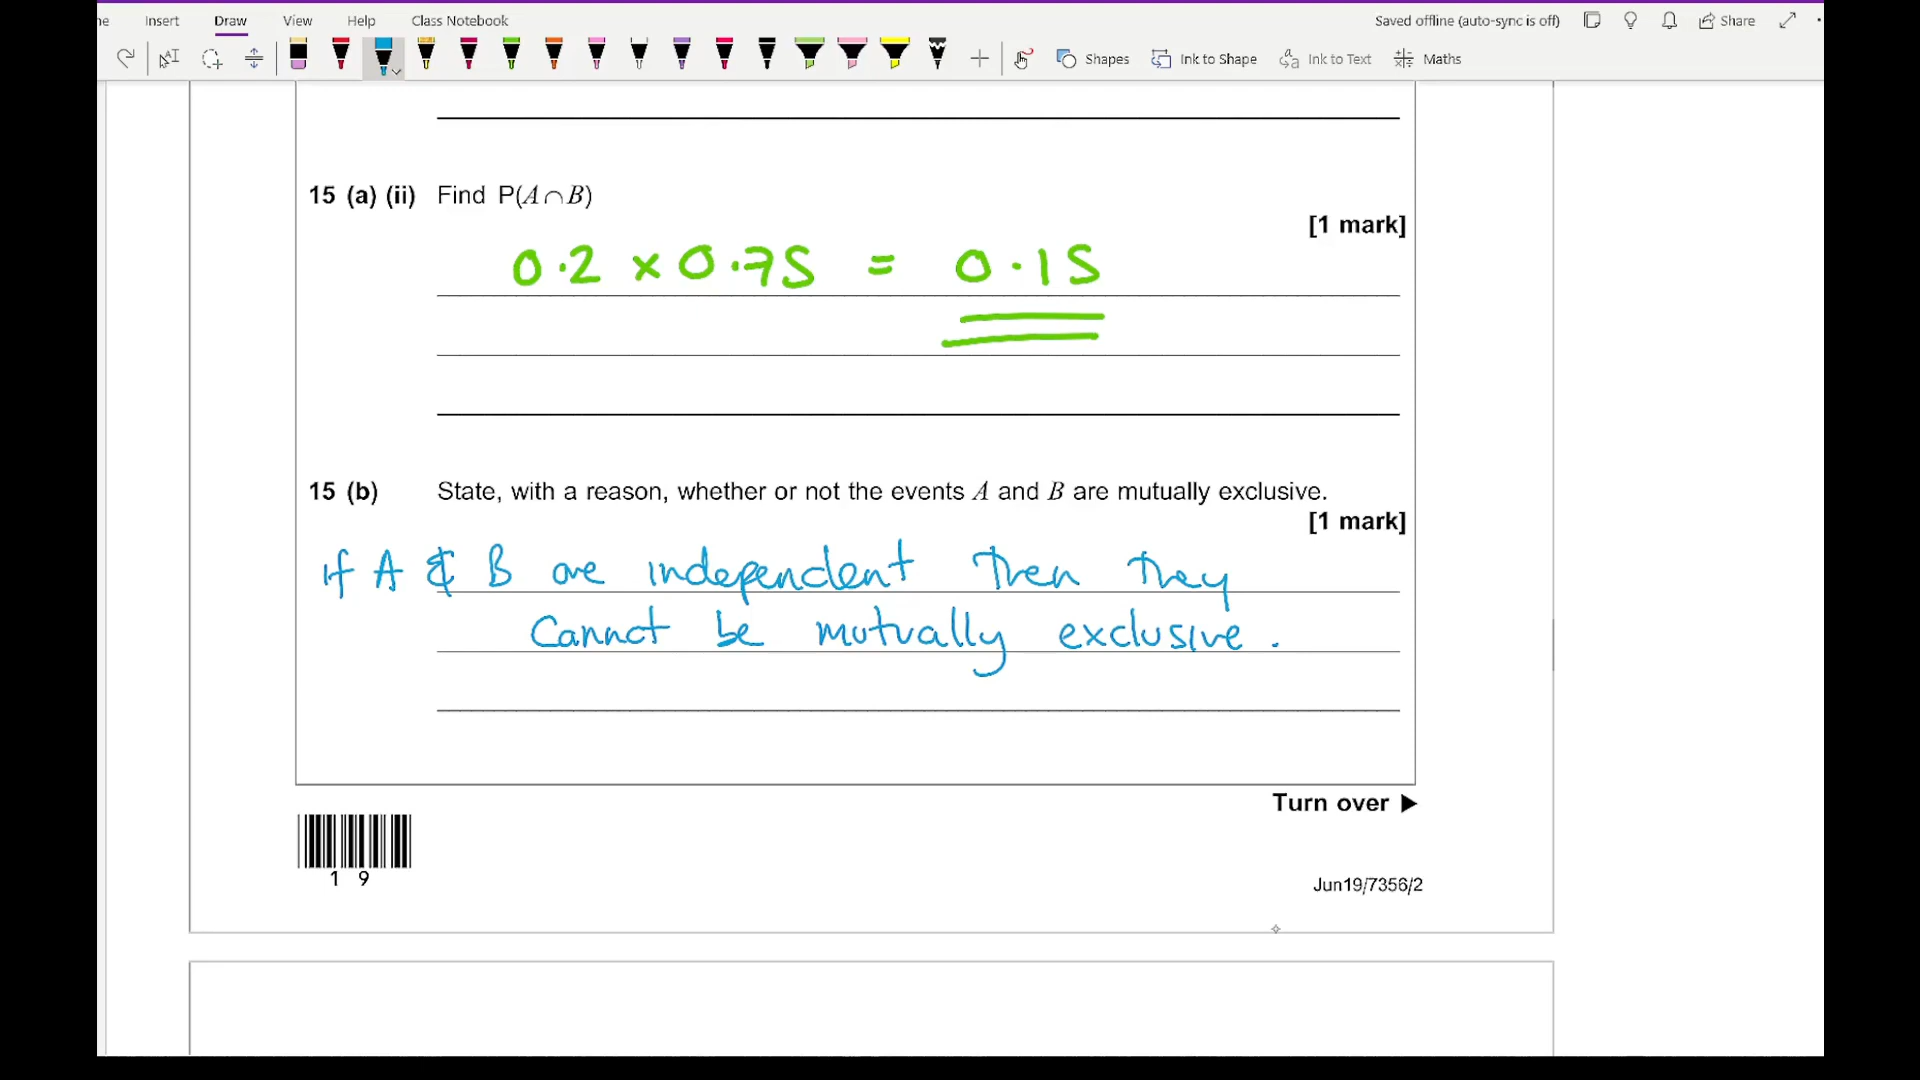 Insert Draw View Help Class Notebook Saved offline (auto-sync is off) Share
Shapes Ink to Shape Ink to Text Maths
15 (a) (ii) Find P(A∩B)
[1 mark]
0.2 × 0.75 = 0.15
15 (b) State, with a reason, whether or not the events A and B are mutually exclusive.
[1 mark]
If A & B are independent then they
cannot be mutually exclusive.
Turn over ▶
1 9
Jun19/7356/2